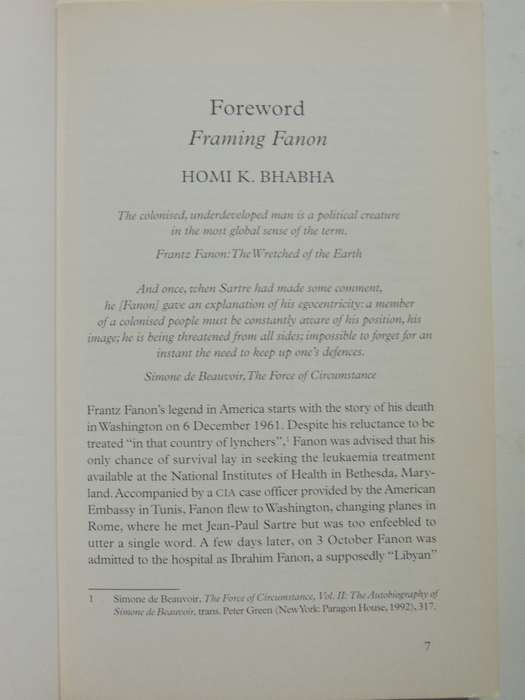 Foreword
Framing Fanon
HOMI K. BHABHA
The colonised, underdeveloped man is a political creature
in the most global sense of the term.
Frantz Fanon: The Wretched of the Earth
And once, when Sartre had made some comment,
he [Fanon] gave an explanation of his egocentricity: a member
of a colonised people must be constantly aware of his position, his
image; he is being threatened from all sides; impossible to forget for an
instant the need to keep up one's defences.
Simone de Beauvoir, The Force of Circumstance
Frantz Fanon's legend in America starts with the story of his death
in Washington on 6 December 1961. Despite his reluctance to be
treated "in that country of lynchers",1 Fanon was advised that his
only chance of survival lay in seeking the leukaemia treatment
available at the National Institutes of Health in Bethesda, Mary-
land. Accompanied by a CIA case officer provided by the American
Embassy in Tunis, Fanon flew to Washington, changing planes in
Rome, where he met Jean-Paul Sartre but was too enfeebled to
utter a single word. A few days later, on 3 October Fanon was
admitted to the hospital as Ibrahim Fanon, a supposedly "Libyan"
1 Simone de Beauvoir, The Force of Circumstance, Vol. II: The Autobiography of
Simone de Beauvoir, trans. Peter Green (New York: Paragon House, 1992), 317.
7